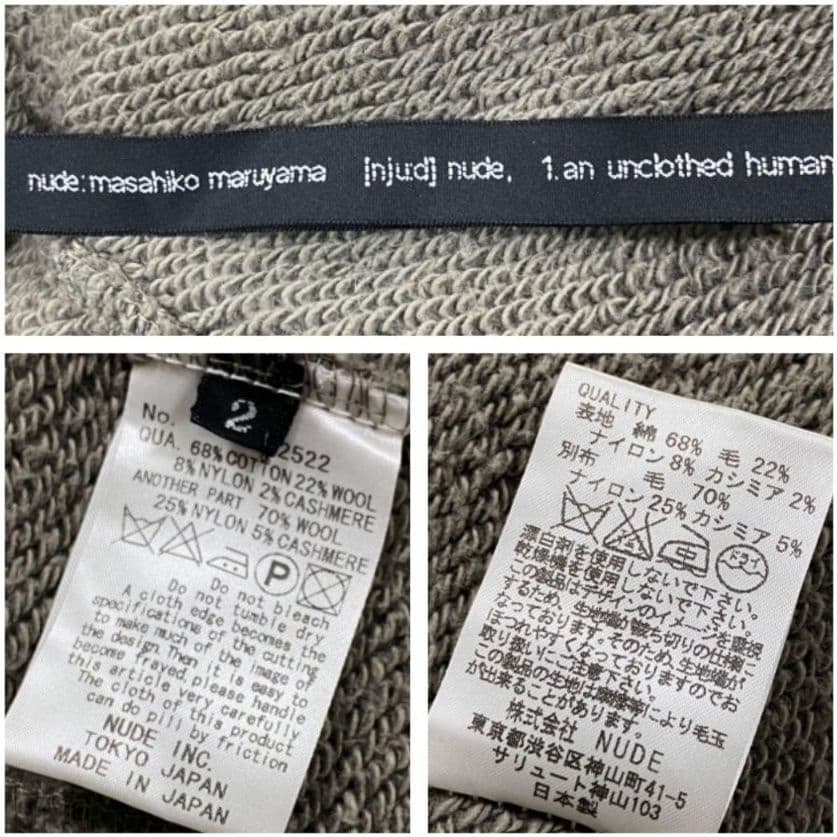 nude:masahiko maruyama [nju:d] nude, 1.an unclothed human
2
No. 2522
QUA. 68%COTTON 22%WOOL
8%NYLON 2%CASHMERE
ANOTHER PART 70%WOOL
25%NYLON 5%CASHMERE
P
Do not bleach
Do not tumble dry
A cloth edge becomes the
specifications of the cutting
to make much of the image of
the design. Then it is easy to
become frayed, please handle
this article very carefully
The cloth of this product
can do pill by friction
NUDE INC.
TOKYO JAPAN
MADE IN JAPAN
QUALITY
表地 綿 68% 毛 22%
ナイロン 8% カシミア 2%
別布 毛 70%
ナイロン 25% カシミア 5%
ドライ
漂白剤を使用しないで下さい。
乾燥機を使用しないで下さい。
この製品はデザインのイメージを重視
するため、生地端が裁ち切りの仕様に
なっております。そのため、生地端が
ほつれやすくなっておりますのでお
取り扱いにご注意下さい。
この製品の生地は摩擦等により毛玉
が出来ることがあります。
株式会社 NUDE
東京都渋谷区神山町41-5
サリュート神山103
日本製